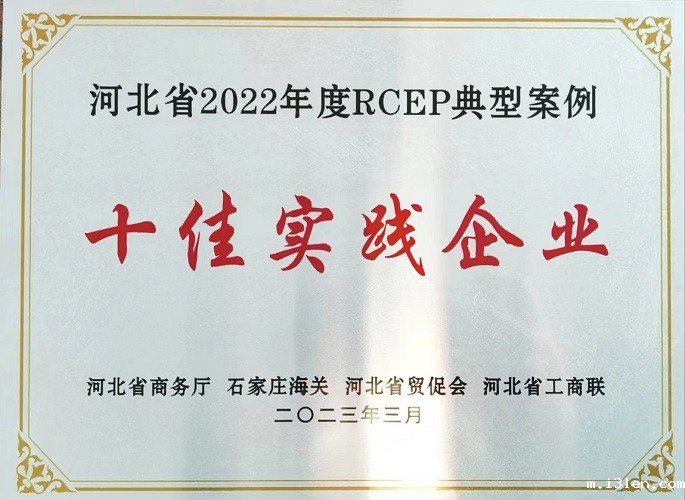 河北省2022年度RCEP典型案例
十佳实践企业
河北省商务厅 石家庄海关 河北省贸促会 河北省工商联
二〇二三年三月
m.i3len.com